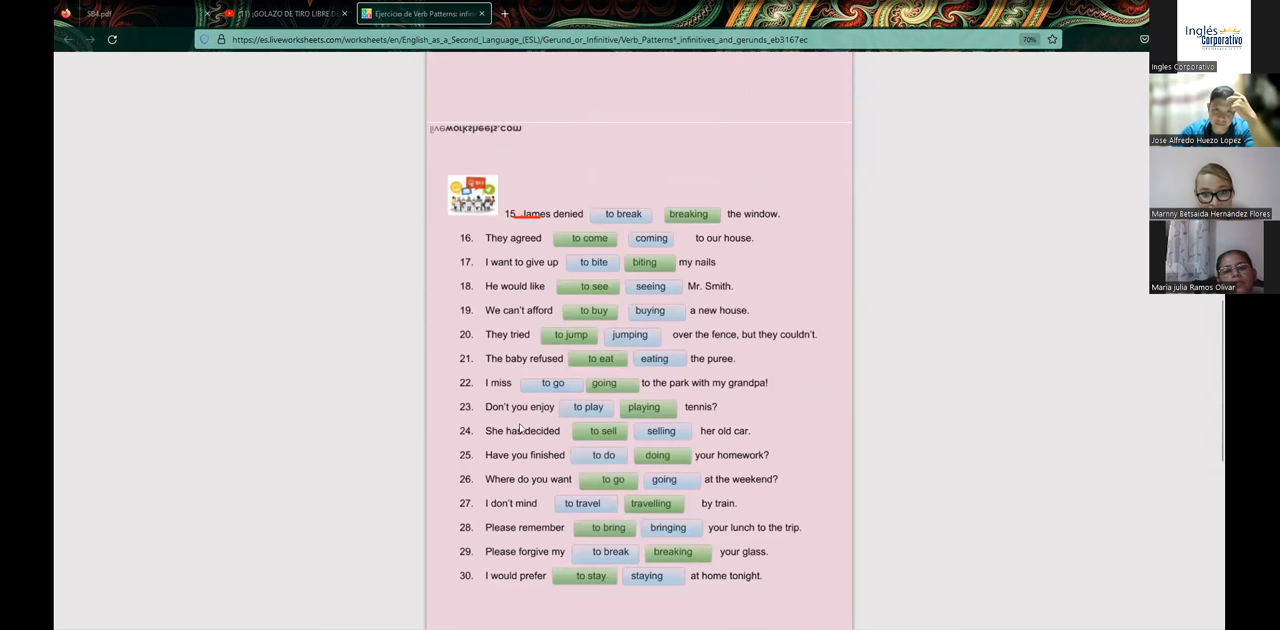 SB4.pdf
(11) ¡GOLAZO DE TIRO LIBRE D
Ejercicio de Verb Patterns: infin
https://es.liveworksheets.com/worksheets/en/English_as_a_Second_Language_(ESL)/Gerund_or_Infinitive/Verb_Patterns*_infinitives_and_gerunds_eb3167ec
70%
Inglés Corporativo
Ingles Corporativo
Jose Alfredo Huezo Lopez
Marnny Betsaida Hernández Flores
Maria julia Ramos Olivar
liveworksheets.com
15. James denied to break breaking the window.
16. They agreed to come coming to our house.
17. I want to give up to bite biting my nails
18. He would like to see seeing Mr. Smith.
19. We can't afford to buy buying a new house.
20. They tried to jump jumping over the fence, but they couldn't.
21. The baby refused to eat eating the puree.
22. I miss to go going to the park with my grandpa!
23. Don't you enjoy to play playing tennis?
24. She has decided to sell selling her old car.
25. Have you finished to do doing your homework?
26. Where do you want to go going at the weekend?
27. I don't mind to travel travelling by train.
28. Please remember to bring bringing your lunch to the trip.
29. Please forgive my to break breaking your glass.
30. I would prefer to stay staying at home tonight.